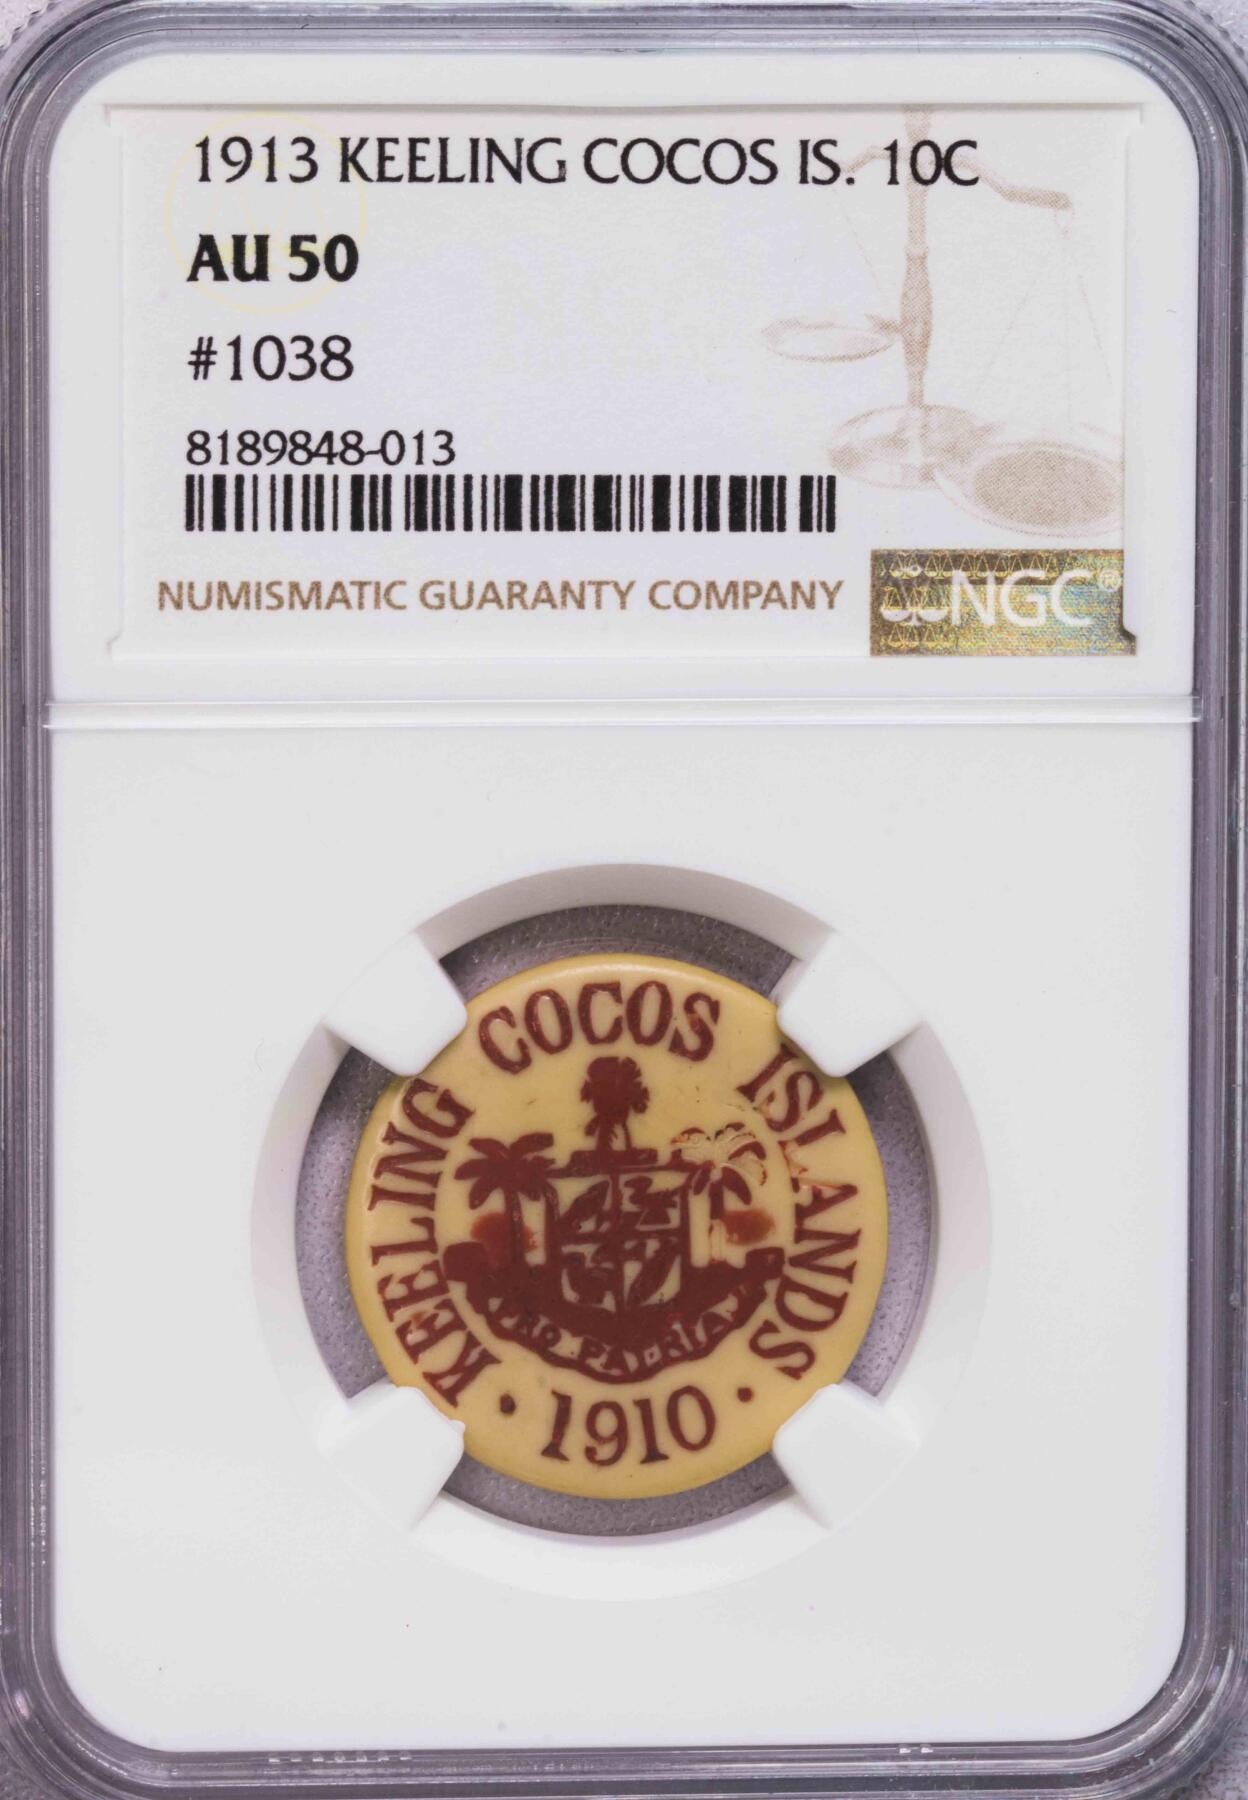 1913 KEELING COCOS IS. 10C
AU 50
#1038
8189848-013
NUMISMATIC GUARANTY COMPANY
NGC®
KEELING COCOS ISLANDS
PRO PATRIA
· 1910 ·